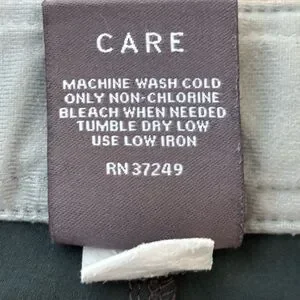 CARE
MACHINE WASH COLD
ONLY NON-CHLORINE
BLEACH WHEN NEEDED
TUMBLE DRY LOW
USE LOW IRON
RN 37249